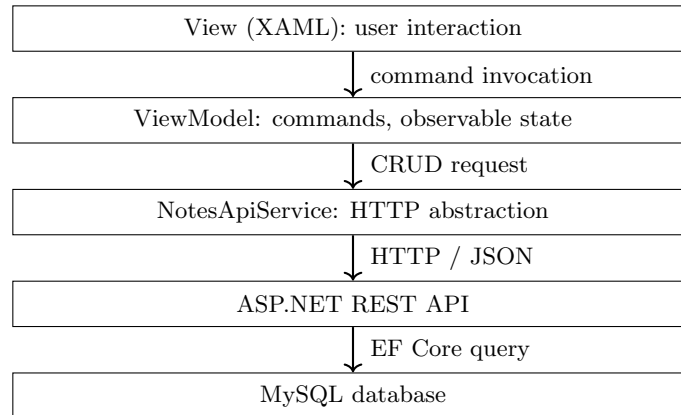 View (XAML): user interaction
command invocation
ViewModel: commands, observable state
CRUD request
NotesApiService: HTTP abstraction
HTTP / JSON
ASP.NET REST API
EF Core query
MySQL database